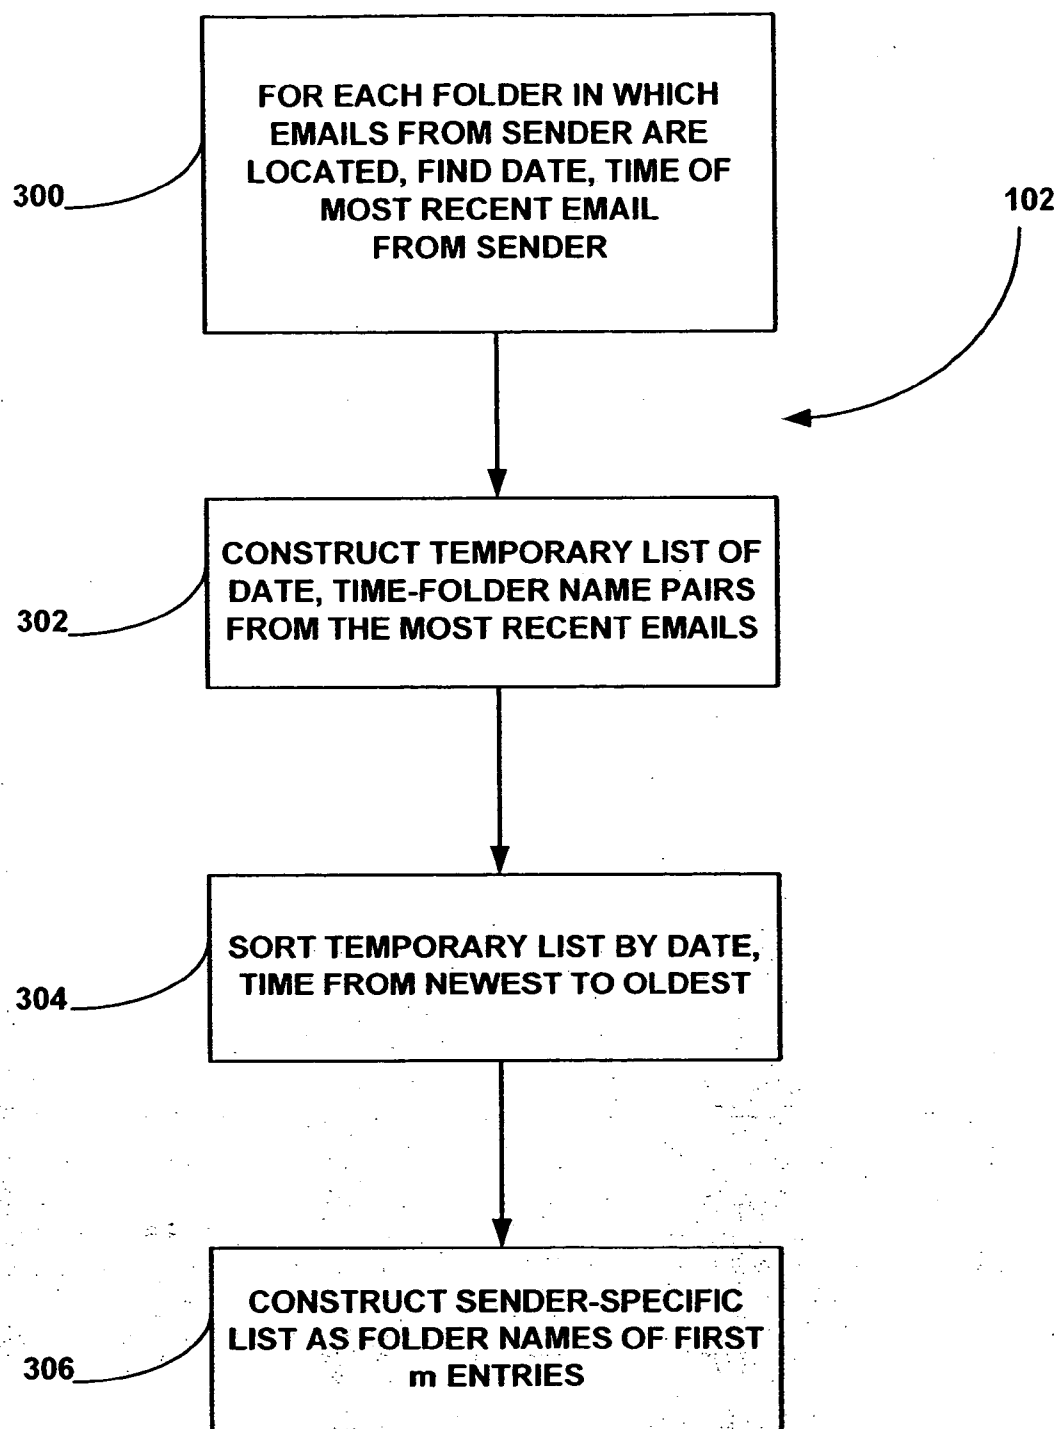 FOR EACH FOLDER IN WHICH
EMAILS FROM SENDER ARE
LOCATED, FIND DATE, TIME OF
MOST RECENT EMAIL
FROM SENDER
300
102
CONSTRUCT TEMPORARY LIST OF
DATE, TIME-FOLDER NAME PAIRS
FROM THE MOST RECENT EMAILS
302
SORT TEMPORARY LIST BY DATE,
TIME FROM NEWEST TO OLDEST
304
CONSTRUCT SENDER-SPECIFIC
LIST AS FOLDER NAMES OF FIRST
m ENTRIES
306